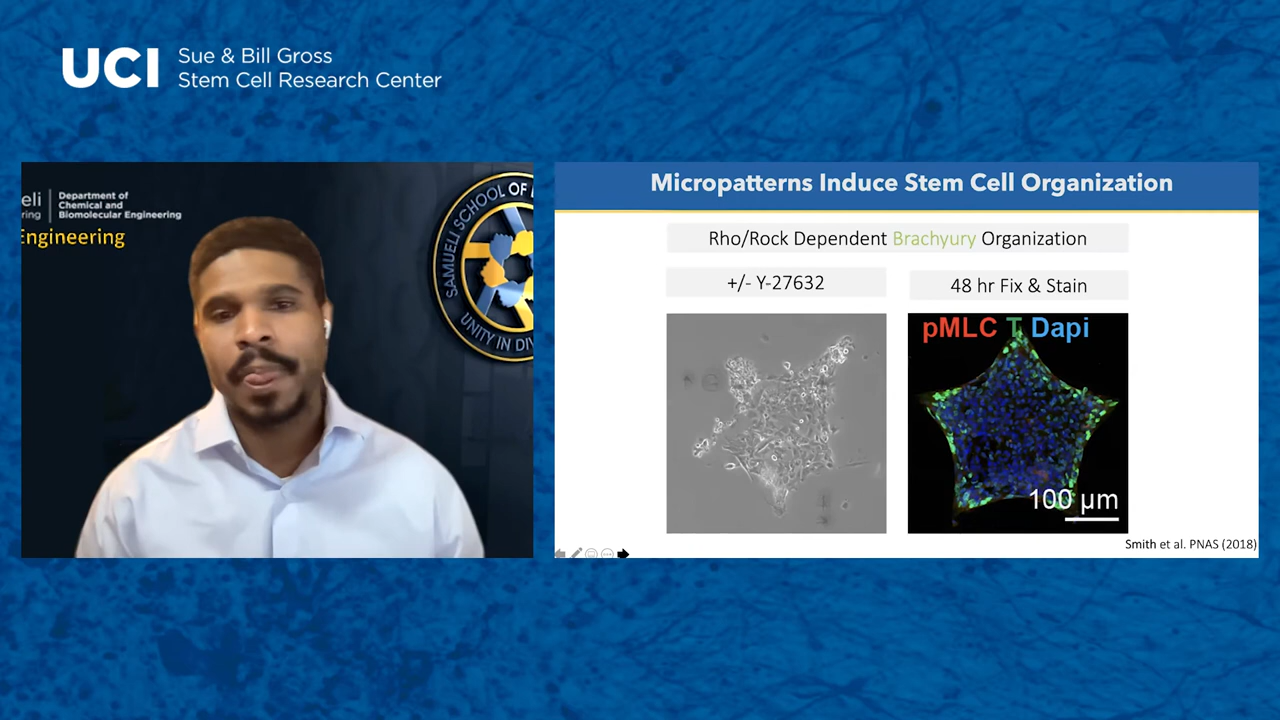 UCI
Sue & Bill Gross
Stem Cell Research Center
eli
ring
Department of
Chemical and
Biomolecular Engineering
Engineering
SAMUELI SCHOOL OF
UNITY IN
Micropatterns Induce Stem Cell Organization
Rho/Rock Dependent Brachyury Organization
+/- Y-27632
48 hr Fix & Stain
pMLC T Dapi
100 µm
Smith et al. PNAS (2018)